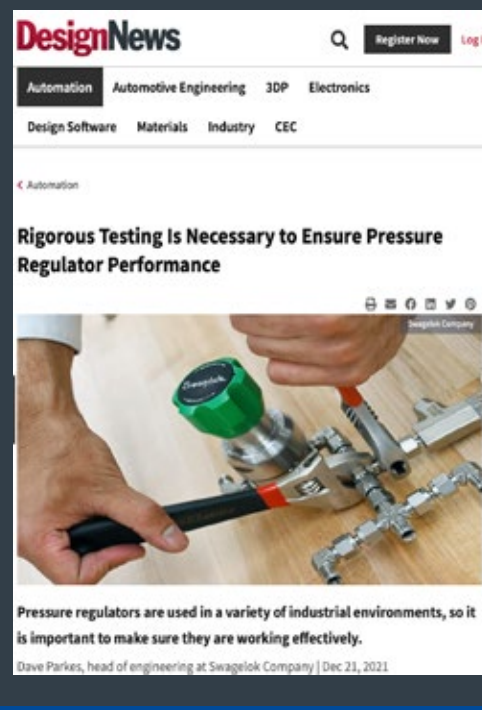 DesignNews
Register Now Log
Automation Automotive Engineering 3DP Electronics
Design Software Materials Industry CEC
< Automation
Rigorous Testing Is Necessary to Ensure Pressure
Regulator Performance
Swagelok Company
Swagelok
Pressure regulators are used in a variety of industrial environments, so it
is important to make sure they are working effectively.
Dave Parkes, head of engineering at Swagelok Company | Dec 21, 2021